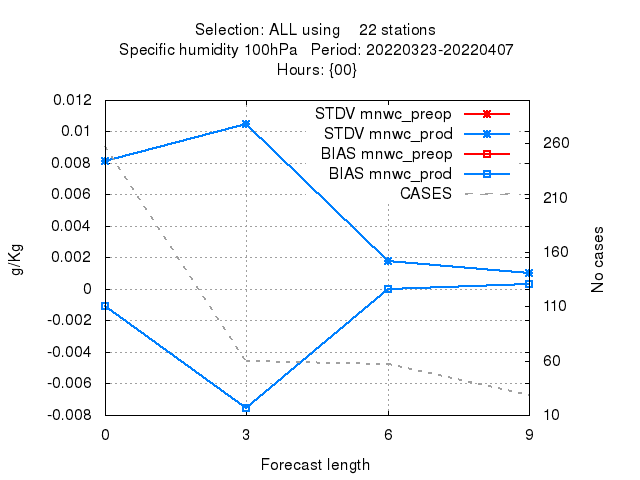 Selection: ALL using 22 stations
Specific humidity 100hPa Period: 20220323-20220407
Hours: {00}
0.012
0.01
0.008
0.006
0.004
0.002
0
-0.002
-0.004
-0.006
-0.008
g/Kg
STDV mnwc_preop
STDV mnwc_prod
BIAS mnwc_preop
BIAS mnwc_prod
CASES
260
210
160
110
60
10
No cases
0 3 6 9
Forecast length